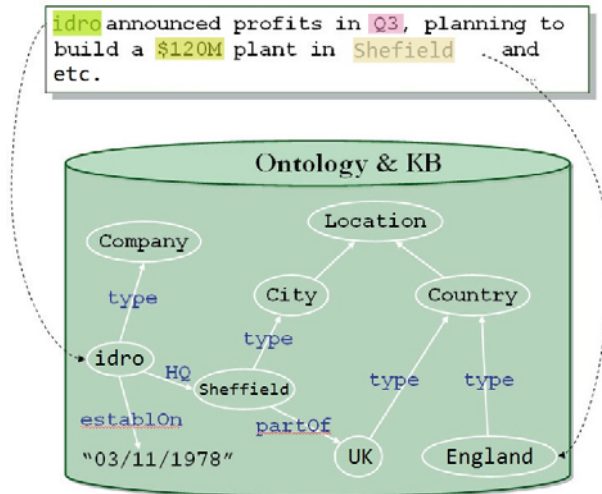 idro announced profits in Q3, planning to
build a $120M plant in Shefield . and
etc.
Ontology & KB
Location
Company
City
Country
type
type
idro
HQ
Sheffield
type
type
establOn
partOf
"03/11/1978"
UK
England